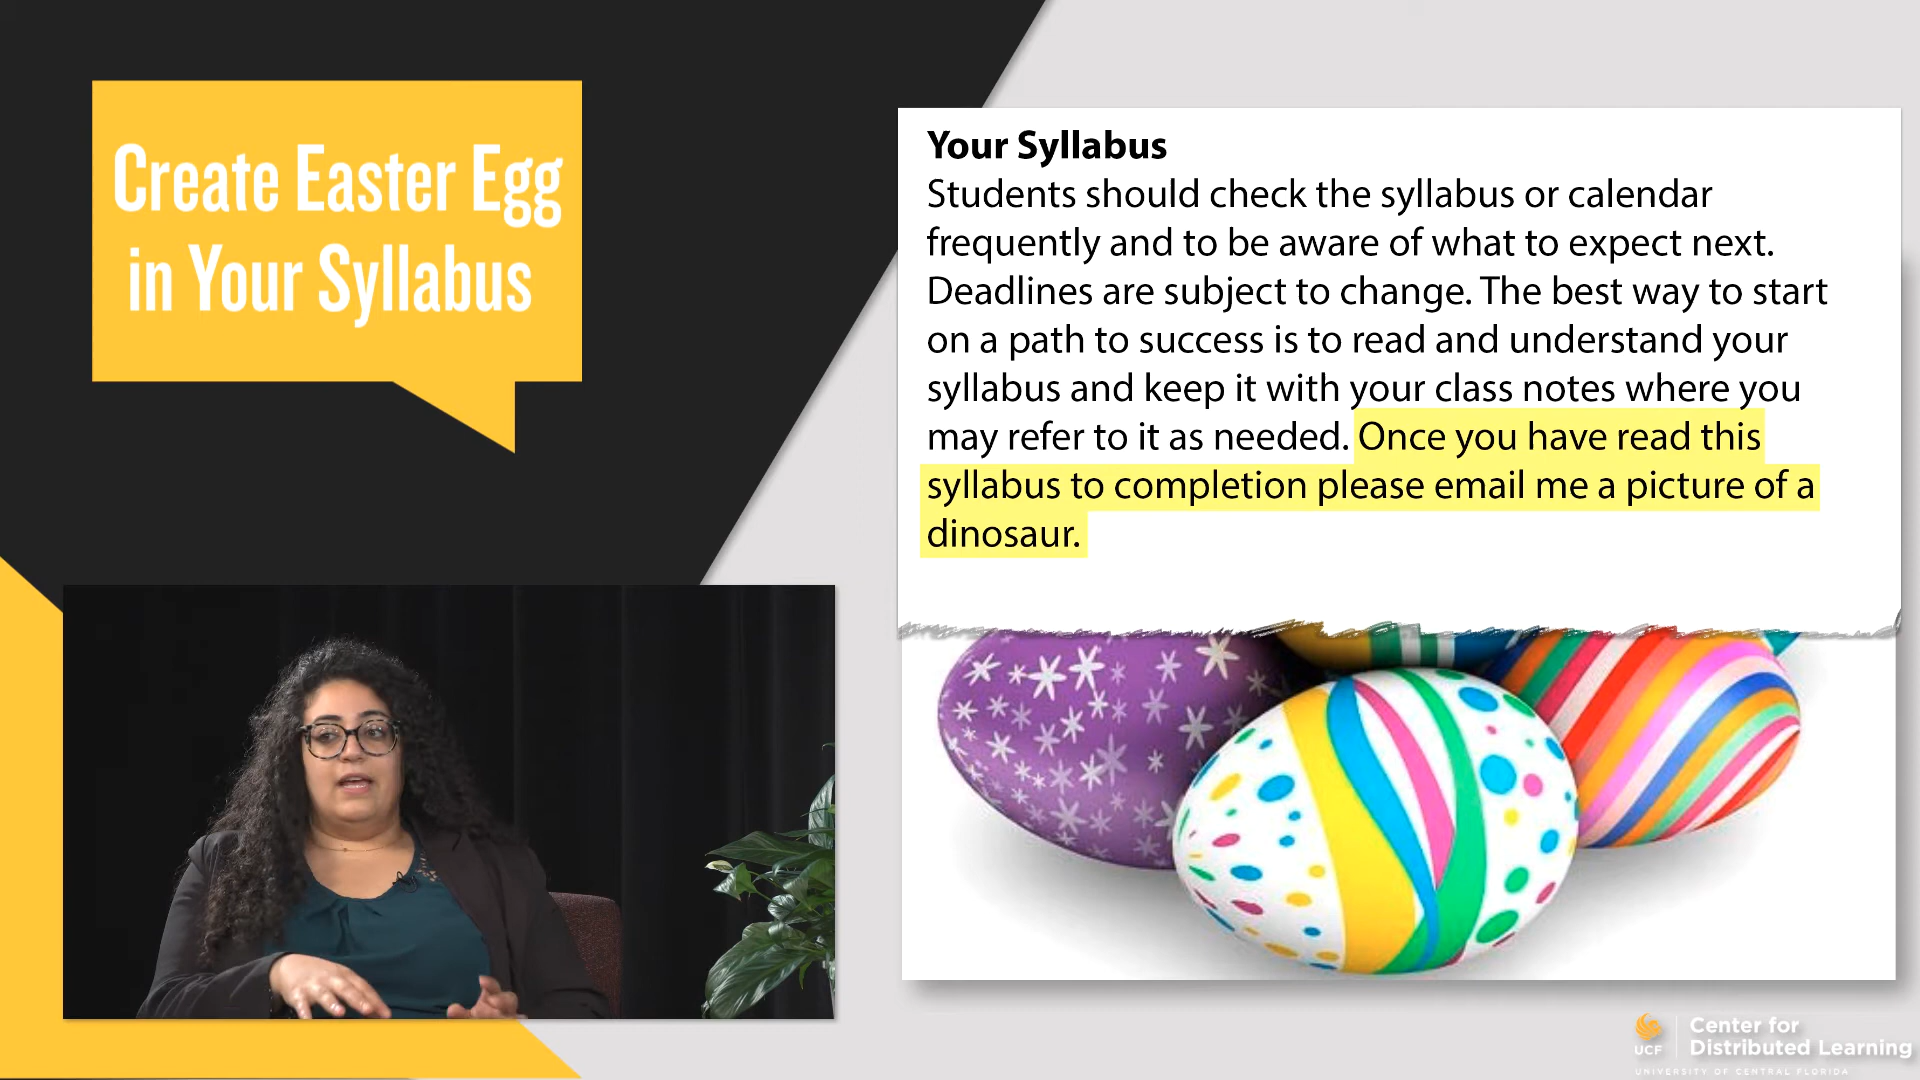 Create Easter Egg
in Your Syllabus
Your Syllabus
Students should check the syllabus or calendar
frequently and to be aware of what to expect next.
Deadlines are subject to change. The best way to start
on a path to success is to read and understand your
syllabus and keep it with your class notes where you
may refer to it as needed. Once you have read this
syllabus to completion please email me a picture of a
dinosaur.
UCF
Center for
Distributed Learning
UNIVERSITY OF CENTRAL FLORIDA